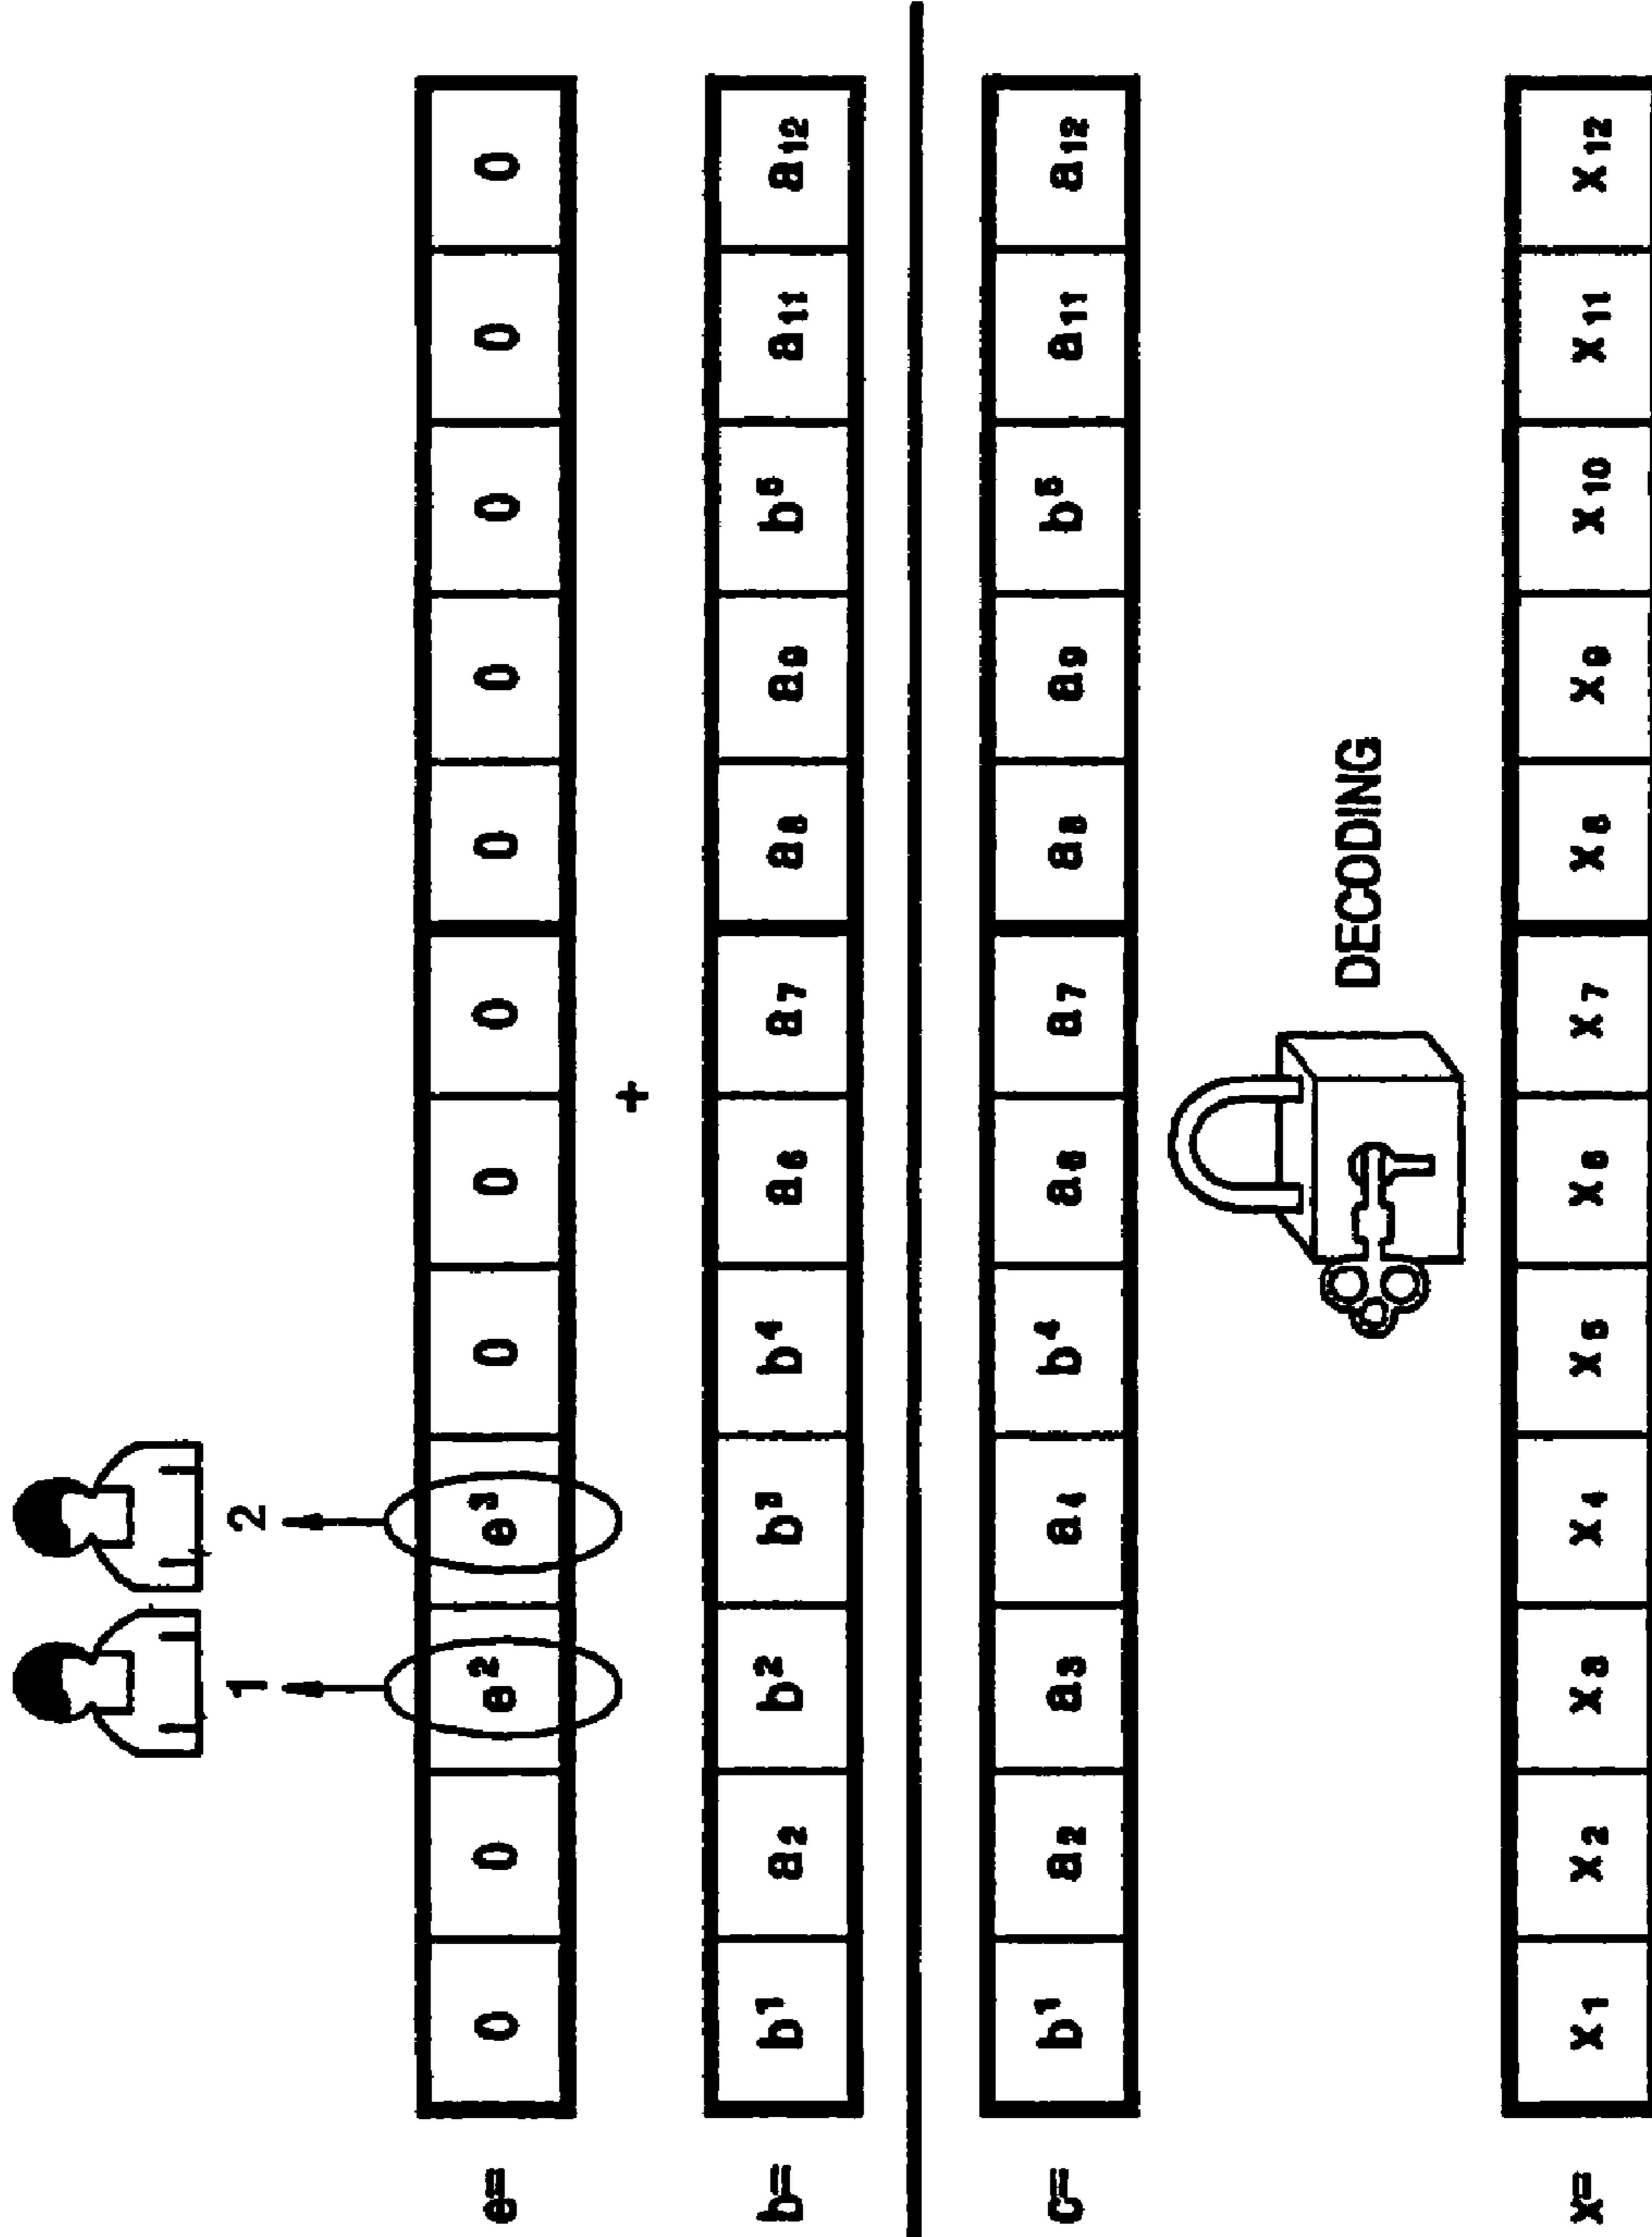 1 2
e= 0 0 e² e³ 0 0 0 0 0 0 0 0
+
b= b¹ a₂ b² b³ b⁴ a₆ a₇ a₈ a₉ b⁵ a₁₁ a₁₂
c= b¹ a₂ a₃ a₄ b⁴ a₆ a₇ a₈ a₉ b⁵ a₁₁ a₁₂
DECODING
x= x₁ x₂ x₃ x₄ x₅ x₆ x₇ x₈ x₉ x₁₀ x₁₁ x₁₂